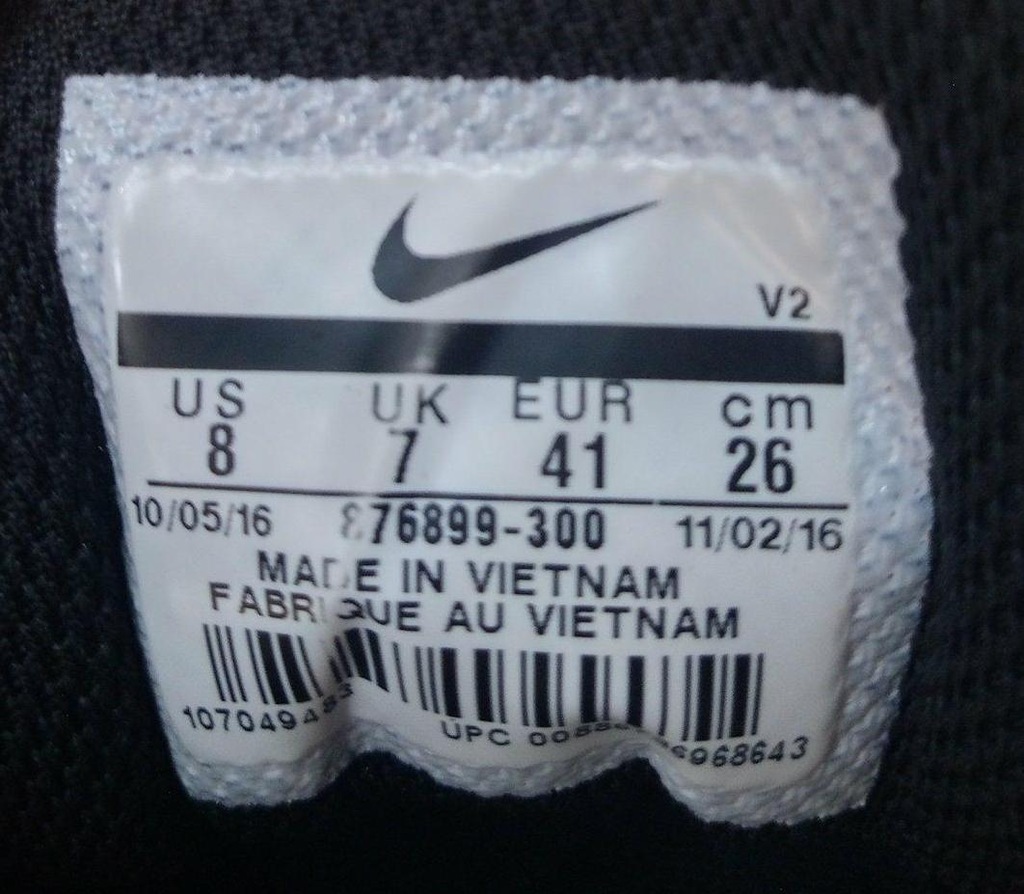 V2
US UK EUR cm
8 7 41 26
10/05/16 876899-300 11/02/16
MADE IN VIETNAM
FABRIQUE AU VIETNAM
UPC